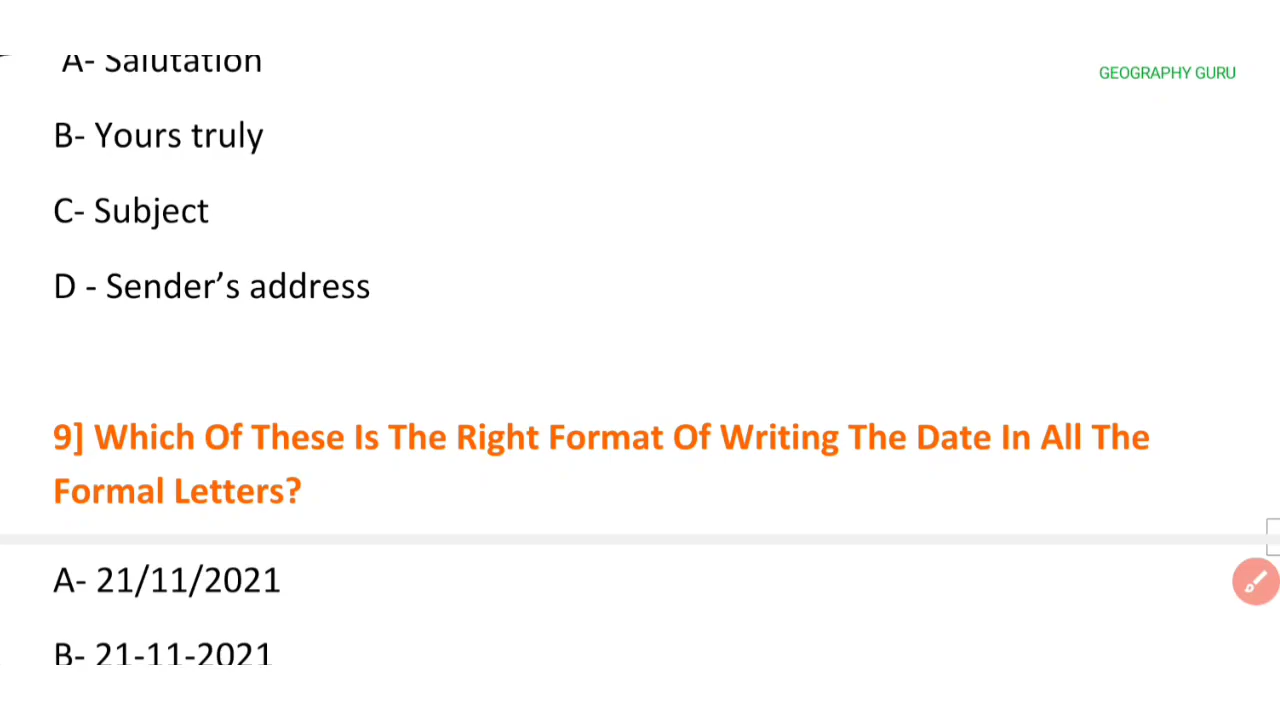 A- Salutation
GEOGRAPHY GURU
B- Yours truly
C- Subject
D - Sender’s address
9] Which Of These Is The Right Format Of Writing The Date In All The
Formal Letters?
A- 21/11/2021
B- 21-11-2021